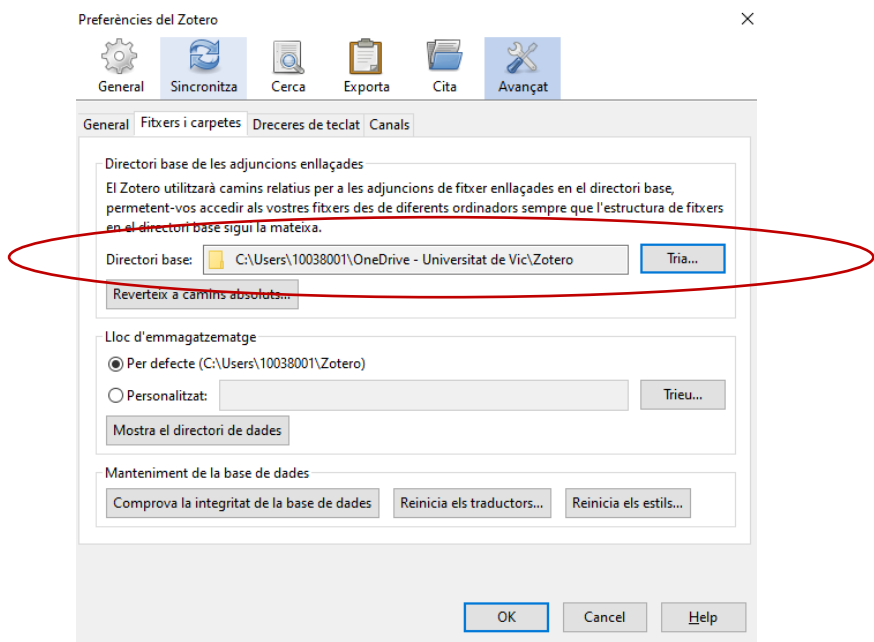 Preferències del Zotero
General Sincronitza Cerca Exporta Cita Avançat
General Fitxers i carpetes Dreceres de teclat Canals
Directori base de les adjuncions enllaçades
El Zotero utilitzarà camins relatius per a les adjuncions de fitxer enllaçades en el directori base,
permetent-vos accedir als vostres fitxers des de diferents ordinadors sempre que l'estructura de fitxers
en el directori base sigui la mateixa.
Directori base: C:\Users\10038001\OneDrive - Universitat de Vic\Zotero Tria...
Reverteix a camins absoluts...
Lloc d'emmagatzematge
Per defecte (C:\Users\10038001\Zotero)
Personalitzat: Trieu...
Mostra el directori de dades
Manteniment de la base de dades
Comprova la integritat de la base de dades Reinicia els traductors... Reinicia els estils...
OK Cancel Help